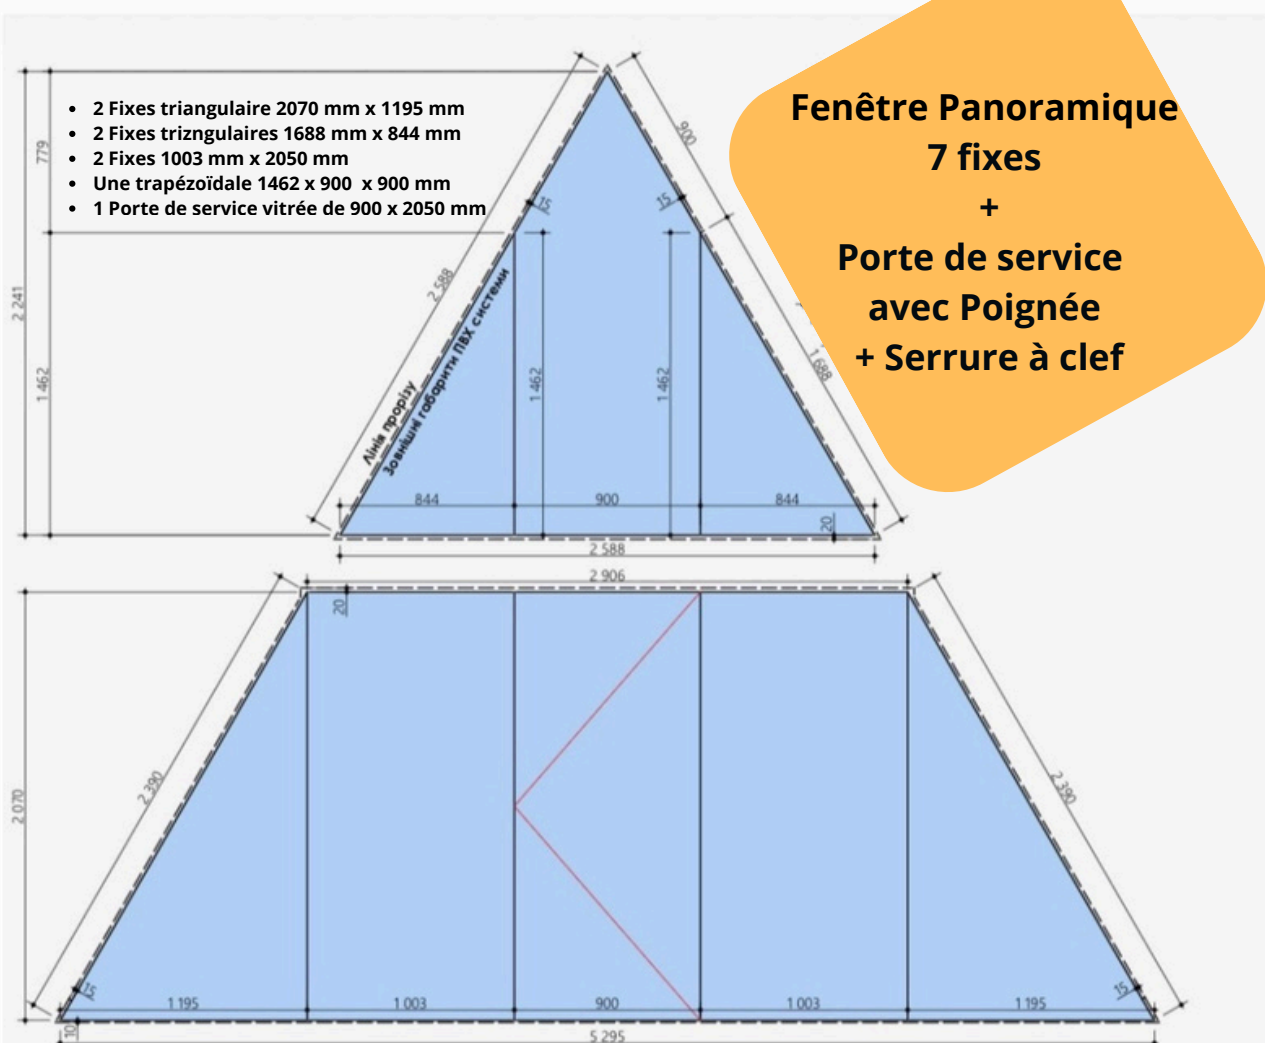 • 2 Fixes triangulaire 2070 mm x 1195 mm
• 2 Fixes trizngulaires 1688 mm x 844 mm
• 2 Fixes 1003 mm x 2050 mm
• Une trapézoïdale 1462 x 900 x 900 mm
• 1 Porte de service vitrée de 900 x 2050 mm
Fenêtre Panoramique
7 fixes
+
Porte de service
avec Poignée
+ Serrure à clef
779
2 241
1 462
2 588
900
15
15
1 688
Лінія прорізу
Зовнішні габарити ПВХ системи
1 462
1 462
844
900
844
20
2 588
2 906
20
2 070
2 390
2 390
15
15
1 195
1 003
900
1 003
1 195
10
5 295